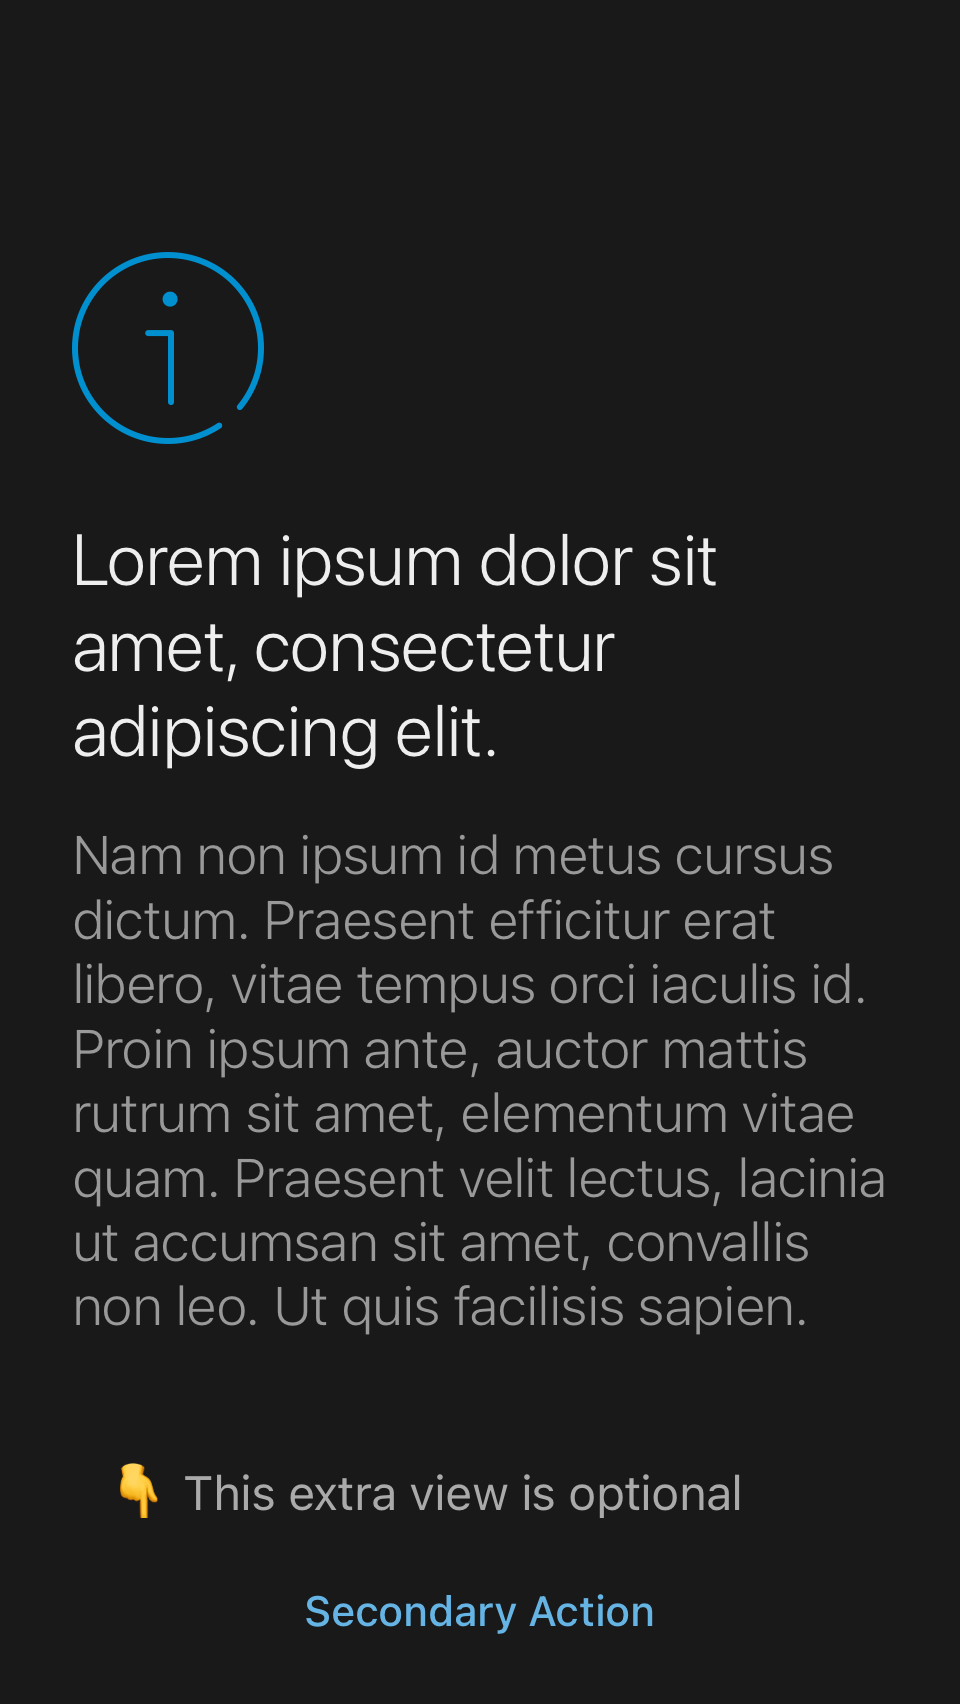 Lorem ipsum dolor sit
amet, consectetur
adipiscing elit.
Nam non ipsum id metus cursus
dictum. Praesent efficitur erat
libero, vitae tempus orci iaculis id.
Proin ipsum ante, auctor mattis
rutrum sit amet, elementum vitae
quam. Praesent velit lectus, lacinia
ut accumsan sit amet, convallis
non leo. Ut quis facilisis sapien.
👇 This extra view is optional
Secondary Action